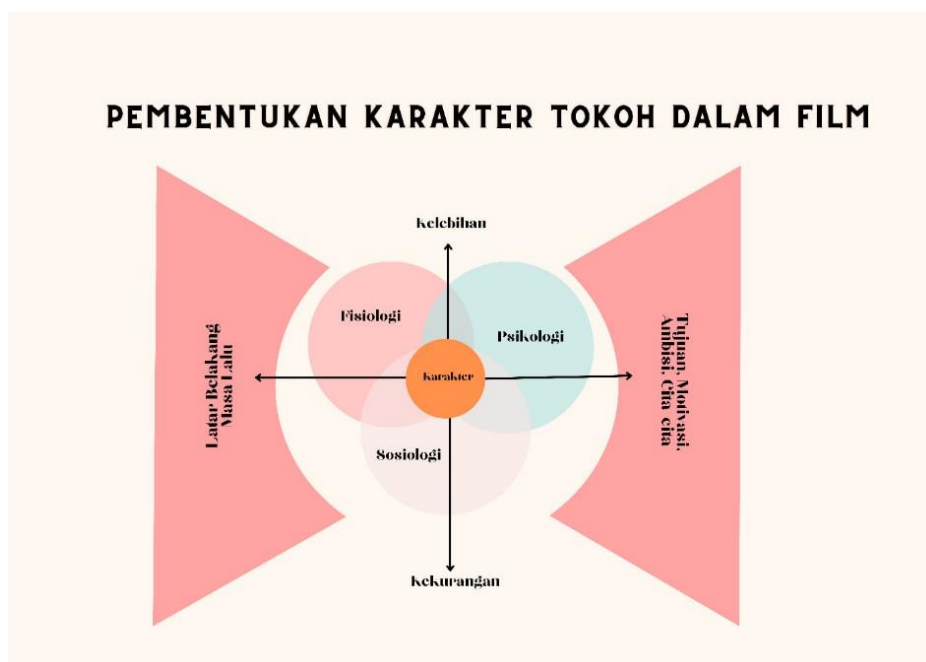 PEMBENTUKAN KARAKTER TOKOH DALAM FILM
Kelebihan
Fisiologi
Psikologi
Karakter
Latar Belakang
Masa Lalu
Tujuan, Motivasi,
Ambisi, Cita cita
Sosiologi
Kekurangan